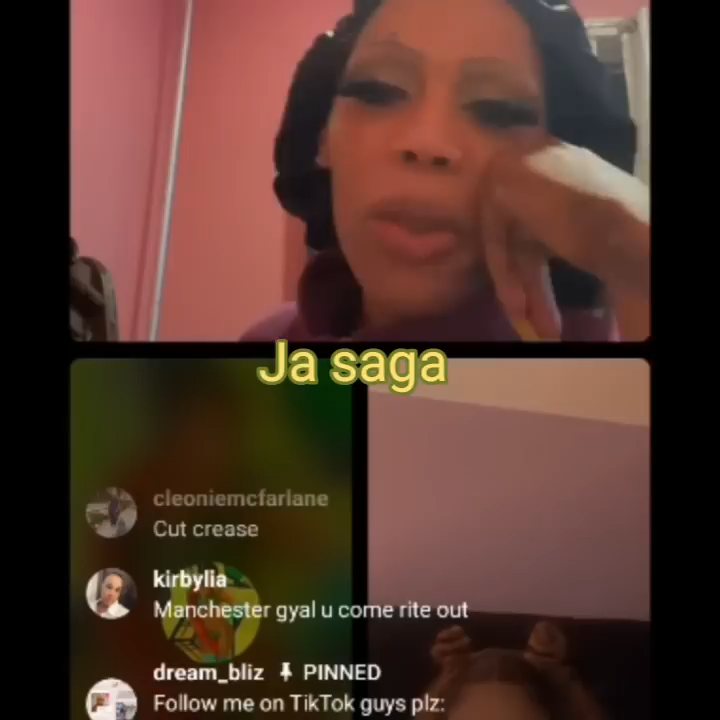 Ja saga
cleoniemcfarlane
Cut crease
kirbylia
Manchester gyal u come rite out
dream_bliz PINNED
Follow me on TikTok guys plz: